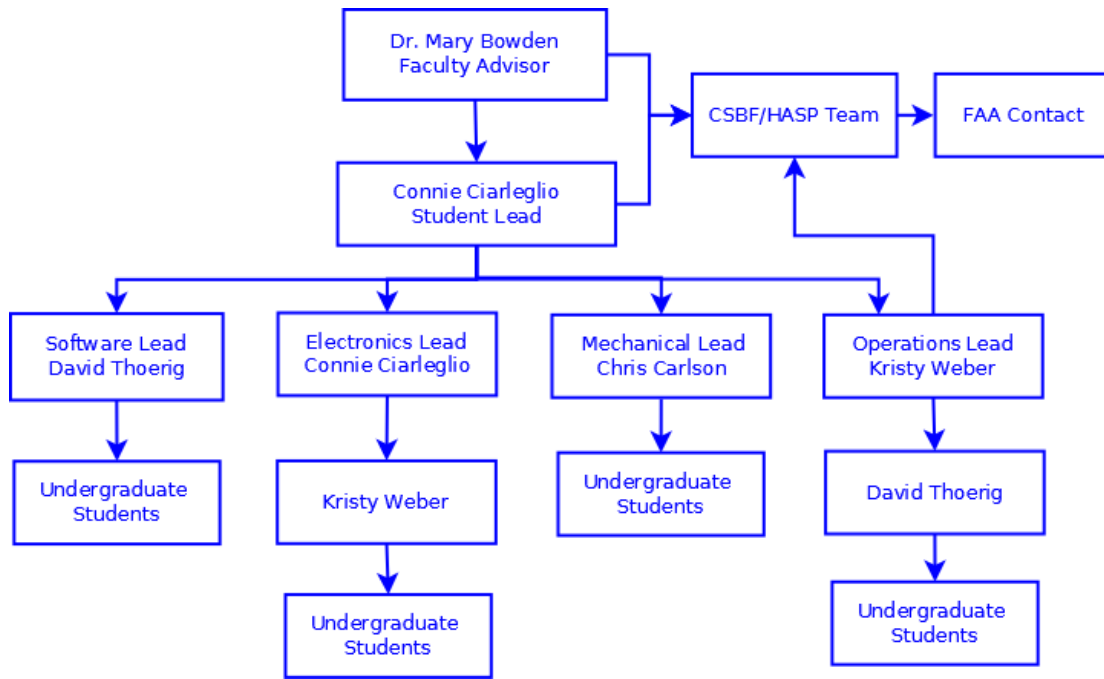 Dr. Mary Bowden
Faculty Advisor
CSBF/HASP Team
FAA Contact
Connie Ciarleglio
Student Lead
Software Lead
David Thoerig
Electronics Lead
Connie Ciarleglio
Mechanical Lead
Chris Carlson
Operations Lead
Kristy Weber
Undergraduate
Students
Kristy Weber
Undergraduate
Students
David Thoerig
Undergraduate
Students
Undergraduate
Students